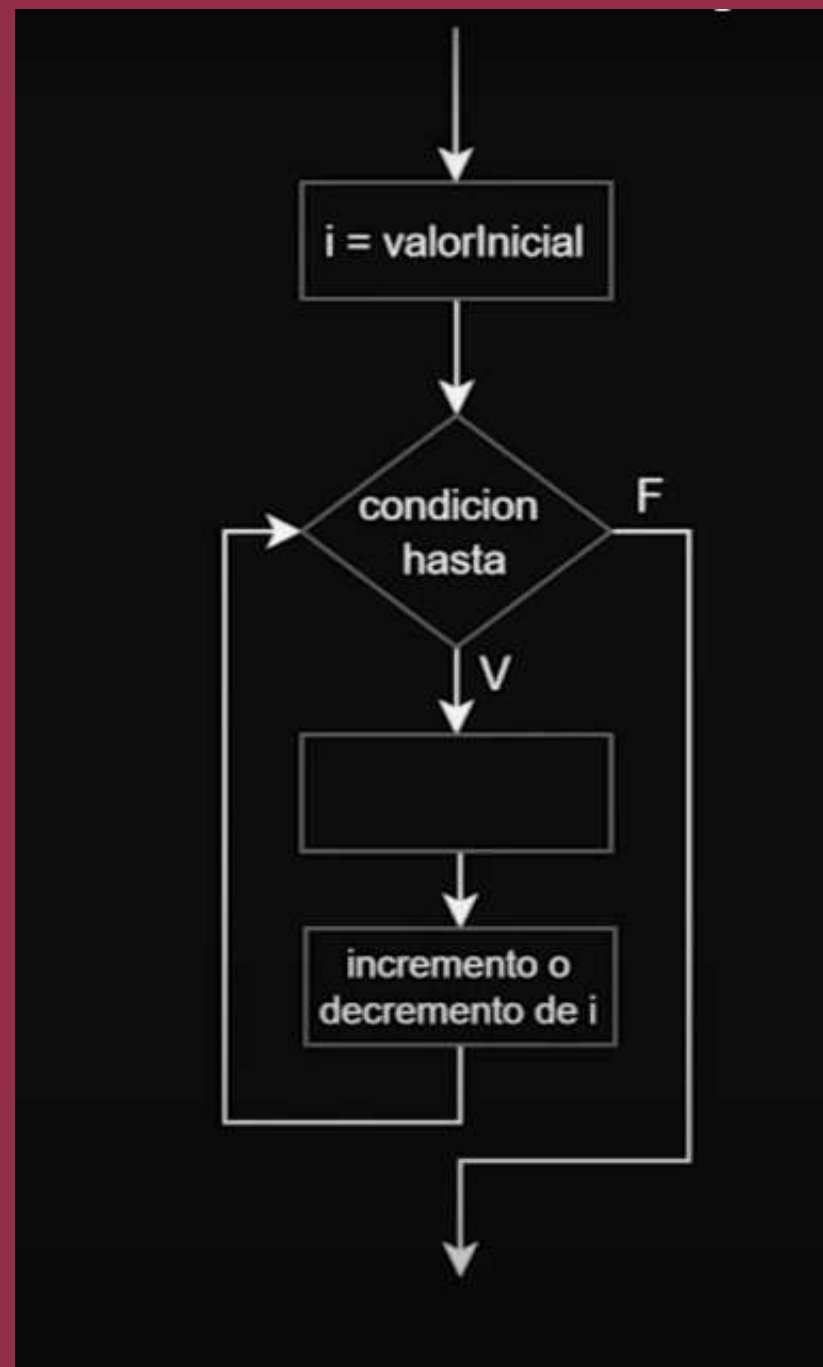 i = valorInicial
condicion
hasta
F
V
incremento o
decremento de i